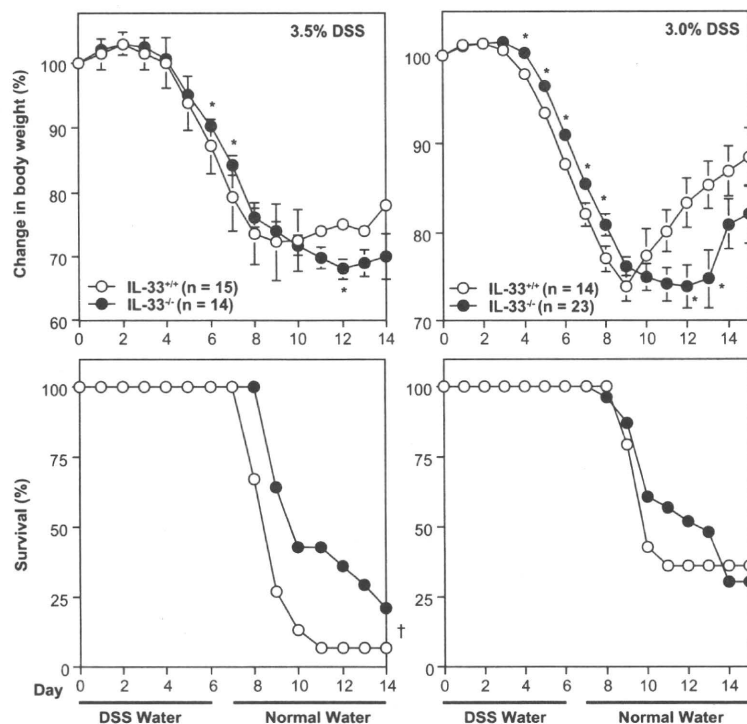 3.5% DSS
Change in body weight (%)
100
90
80
70
60
IL-33+/+ (n = 15)
IL-33-/- (n = 14)
*
*
*
0 2 4 6 8 10 12 14
3.0% DSS
100
90
80
70
IL-33+/+ (n = 14)
IL-33-/- (n = 23)
*
*
*
*
*
*
*
0 2 4 6 8 10 12 14
Survival (%)
100
75
50
25
0
†
0 2 4 6 8 10 12 14
100
75
50
25
0
0 2 4 6 8 10 12 14
Day
DSS Water
Normal Water
DSS Water
Normal Water